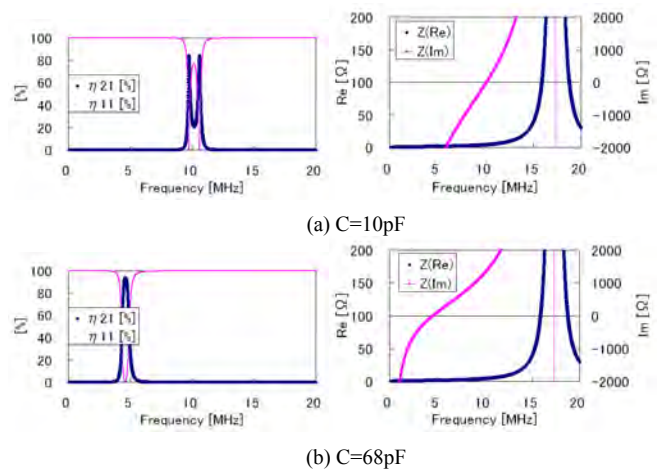 100
80
60
40
20
0
[%]
η21 [%]
η11 [%]
0 5 10 15 20
Frequency [MHz]
200
150
100
50
0
Re [Ω]
Z(Re)
Z(Im)
2000
1000
0
-1000
-2000
Im [Ω]
0 5 10 15 20
Frequency [MHz]
(a) C=10pF
100
80
60
40
20
0
[%]
η21 [%]
η11 [%]
0 5 10 15 20
Frequency [MHz]
200
150
100
50
0
Re [Ω]
Z(Re)
Z(Im)
2000
1000
0
-1000
-2000
Im [Ω]
0 5 10 15 20
Frequency [MHz]
(b) C=68pF